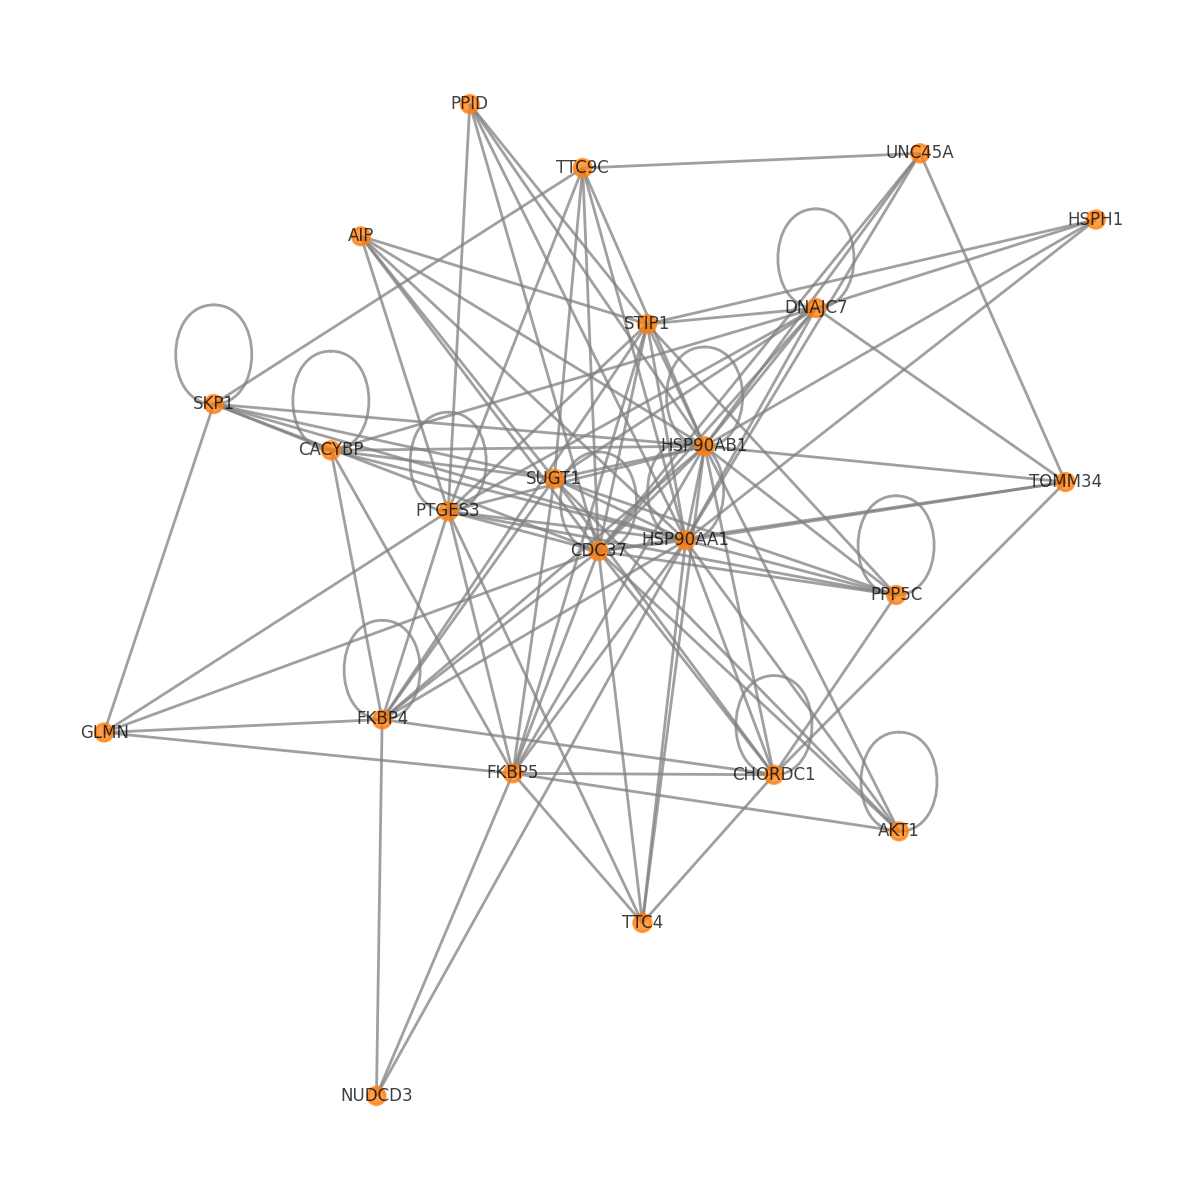 PPID
UNC45A
TTC9C
HSPH1
AIP
DNAJC7
STIP1
SKP1
HSP90AB1
CACYBP
SUGT1
TOMM34
PTGES3
HSP90AA1
CDC37
PPP5C
FKBP4
GLMN
FKBP5
CHORDC1
AKT1
TTC4
NUDCD3